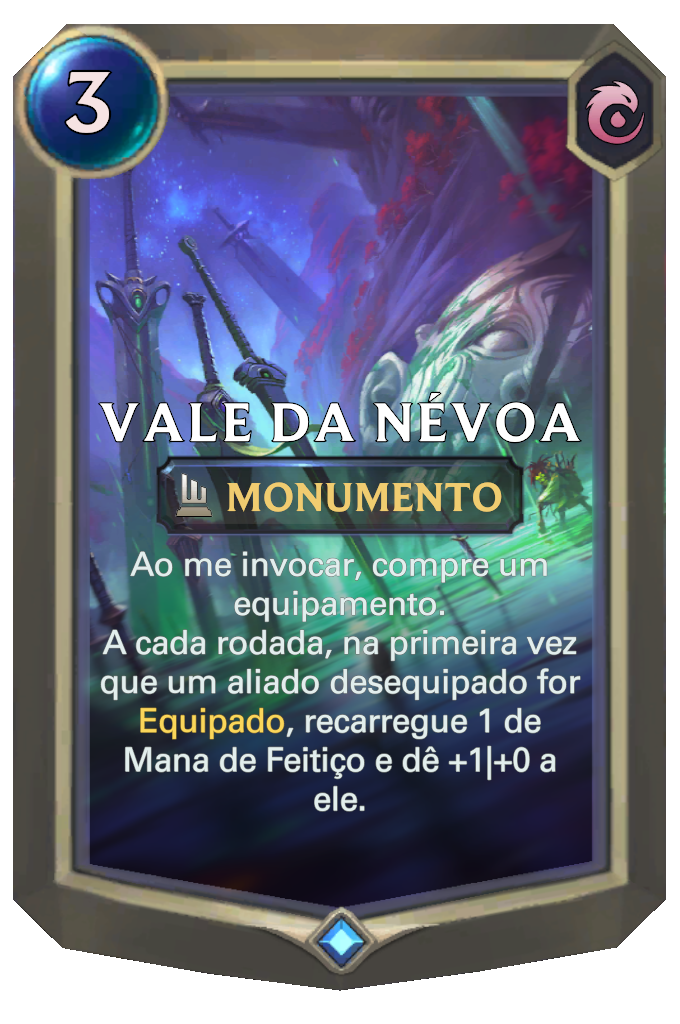 3
VALE DA NÉVOA
MONUMENTO
Ao me invocar, compre um
equipamento.
A cada rodada, na primeira vez
que um aliado desequipado for
Equipado, recarregue 1 de
Mana de Feitiço e dê +1|+0 a
ele.